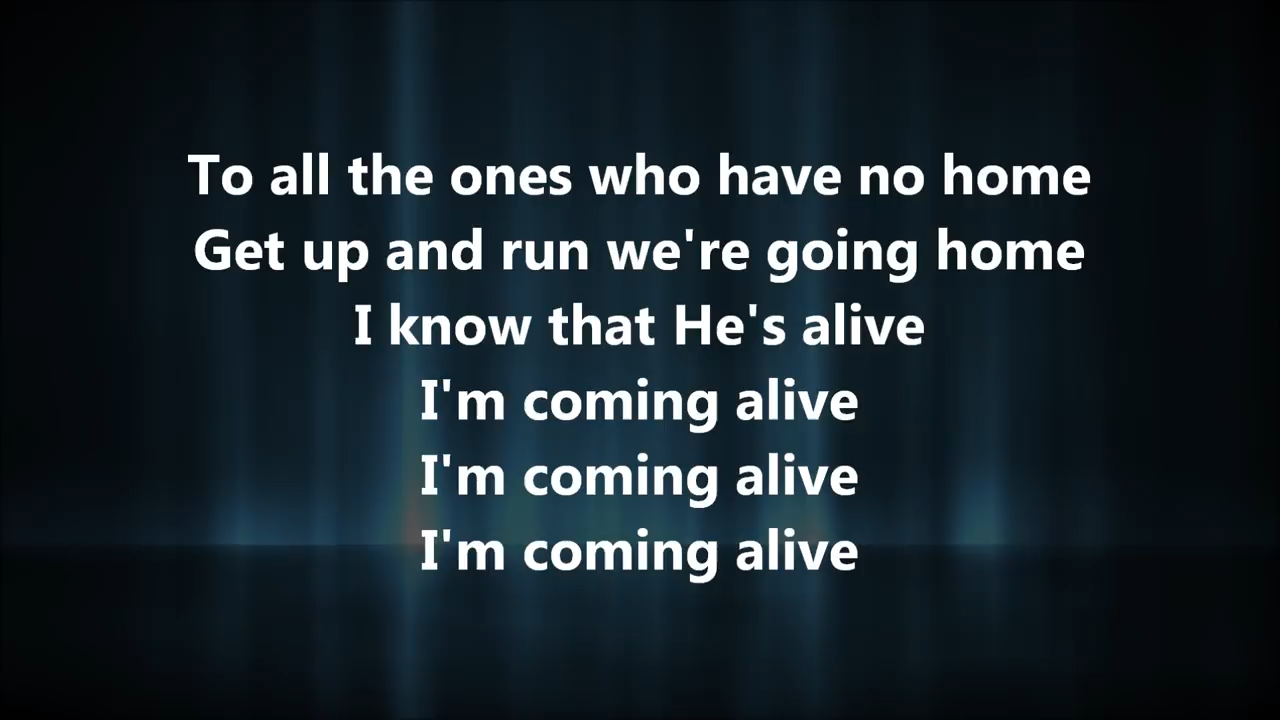 To all the ones who have no home
Get up and run we're going home
I know that He's alive
I'm coming alive
I'm coming alive
I'm coming alive